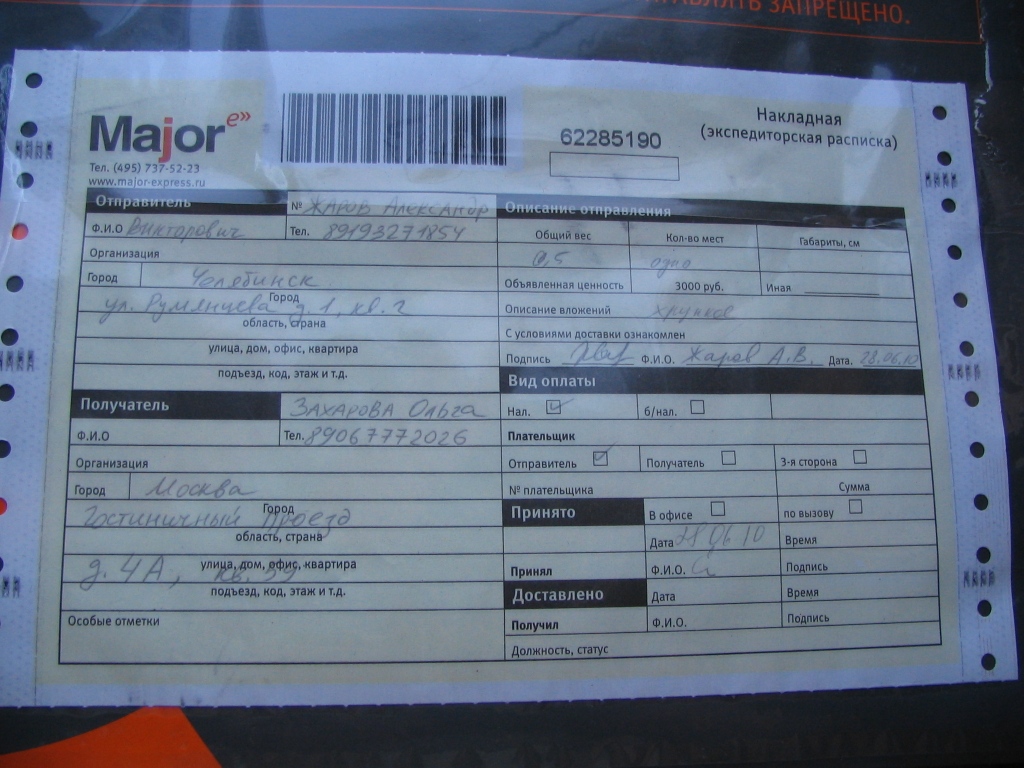 ПРАВЛЯТЬ ЗАПРЕЩЕНО.
Major e»
Тел. (495) 737-52-23
www.major-express.ru
62285190
Накладная
(экспедиторская расписка)
Отправитель
№ Жаров Александр
Ф.И.О Викторович
Тел. 89193271854
Организация
Город Челябинск
ул. Румянцева д. 1, кв. 2
Город
область, страна
улица, дом, офис, квартира
подъезд, код, этаж и т.д.
Получатель
Захарова Ольга
Ф.И.О
Тел. 89067772026
Организация
Город Москва
Гостиничный проезд
Город
область, страна
д. 4А, кв. 39
улица, дом, офис, квартира
подъезд, код, этаж и т.д.
Особые отметки
Описание отправления
Общий вес
Кол-во мест
Габариты, см
0,5
одно
Объявленная ценность 3000 руб. Иная
Описание вложений хрупкое
С условиями доставки ознакомлен
Подпись Ф.И.О. Жаров А.В. Дата. 28.06.10
Вид оплаты
Нал. б/нал.
Плательщик
Отправитель Получатель 3-я сторона
№ плательщика Сумма
Принято В офисе по вызову
Дата 28 06 10 Время
Принял Ф.И.О. Подпись
Доставлено Дата Время
Получил Ф.И.О. Подпись
Должность, статус